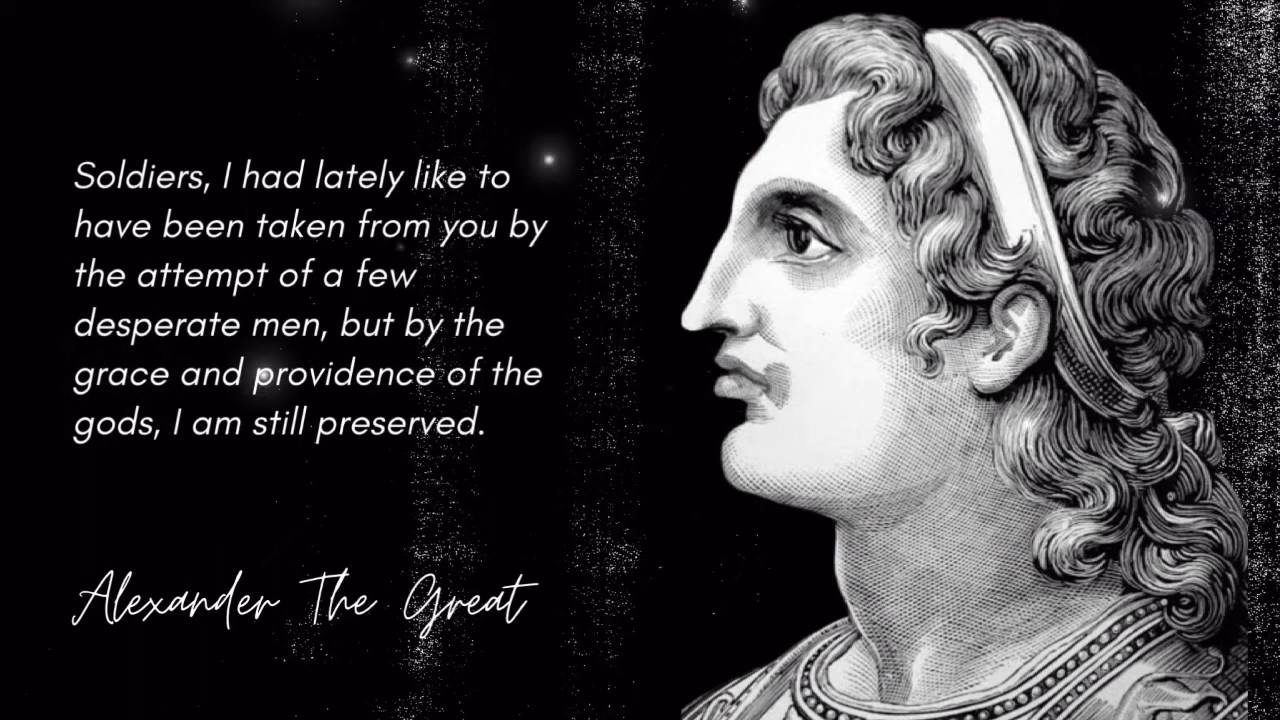 Soldiers, I had lately like to
have been taken from you by
the attempt of a few
desperate men, but by the
grace and providence of the
gods, I am still preserved.
Alexander The Great